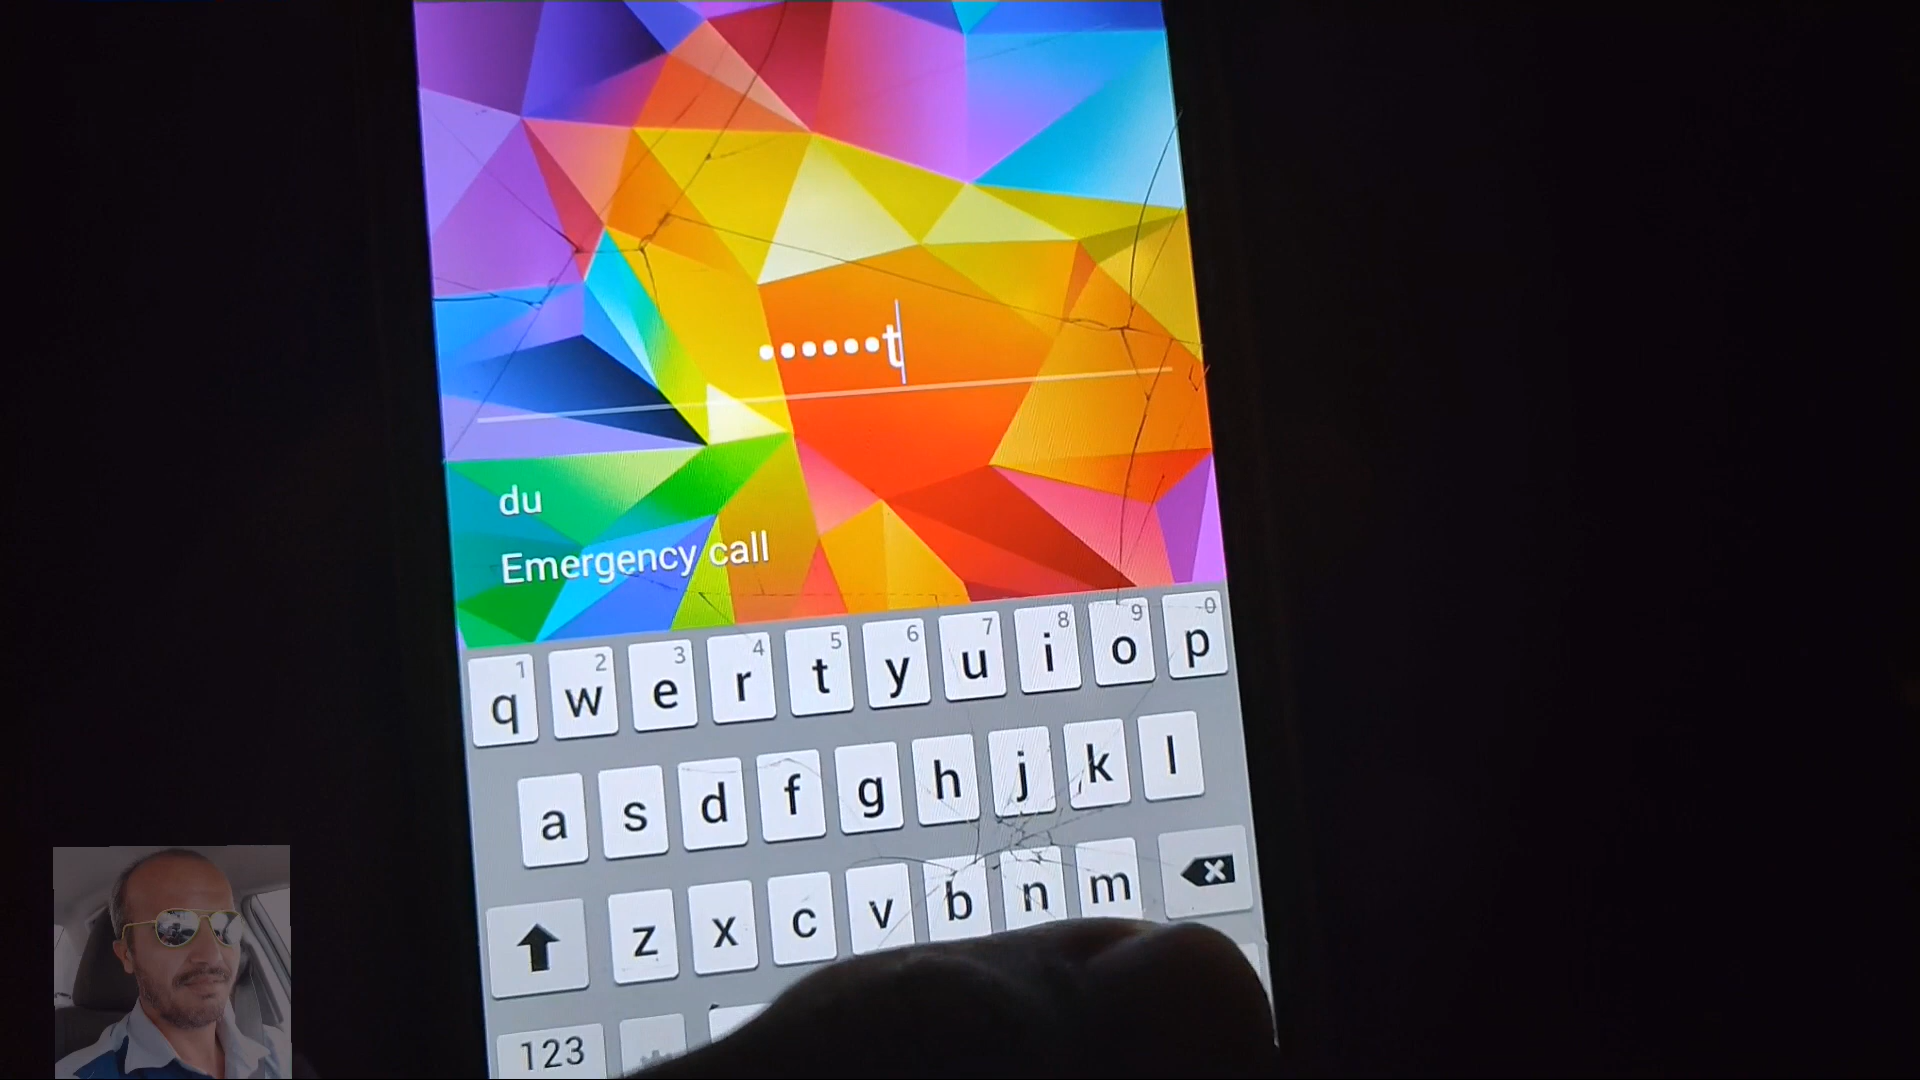 ••••••t
du
Emergency call
1 2 3 4 5 6 7 8 9 0
q w e r t y u i o p
a s d f g h j k l
z x c v b n m
123